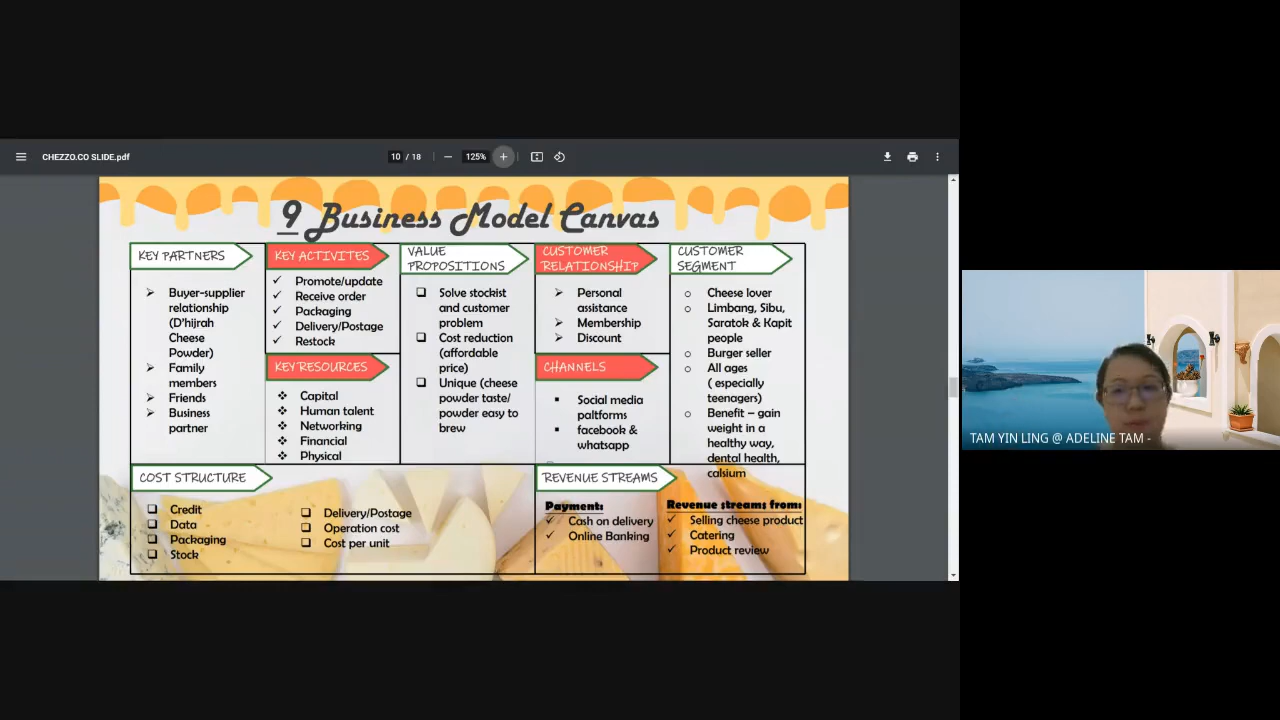 CHEZZO.CO SLIDE.pdf
10 / 18
125%
9 Business Model Canvas
KEY PARTNERS
Buyer-supplier
relationship
(D'hijrah
Cheese
Powder)
Family
members
Friends
Business
partner
KEY ACTIVITES
Promote/update
Receive order
Packaging
Delivery/Postage
Restock
KEY RESOURCES
Capital
Human talent
Networking
Financial
Physical
VALUE
PROPOSITIONS
Solve stockist
and customer
problem
Cost reduction
(affordable
price)
Unique (cheese
powder taste/
powder easy to
brew
CUSTOMER
RELATIONSHIP
Personal
assistance
Membership
Discount
CHANNELS
Social media
paltforms
facebook &
whatsapp
CUSTOMER
SEGMENT
Cheese lover
Limbang, Sibu,
Saratok & Kapit
people
Burger seller
All ages
( especially
teenagers)
Benefit – gain
weight in a
healthy way,
dental health,
calsium
COST STRUCTURE
Credit
Data
Packaging
Stock
Delivery/Postage
Operation cost
Cost per unit
REVENUE STREAMS
Payment:
Cash on delivery
Online Banking
Revenue streams from:
Selling cheese product
Catering
Product review
TAM YIN LING @ ADELINE TAM -